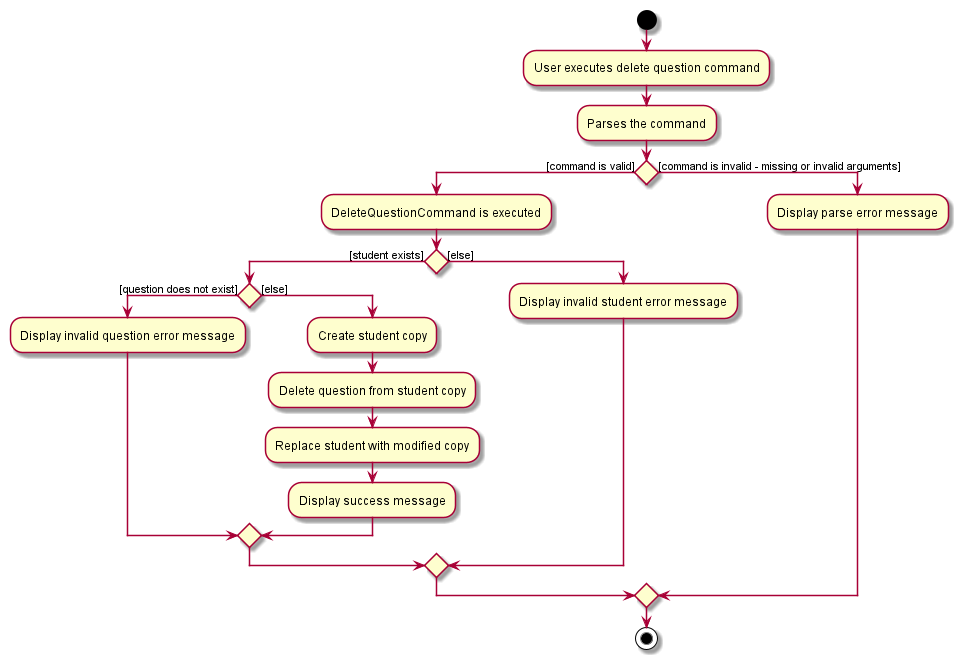 User executes delete question command
Parses the command
[command is valid]
[command is invalid - missing or invalid arguments]
DeleteQuestionCommand is executed
Display parse error message
[student exists]
[else]
[question does not exist]
[else]
Display invalid student error message
Display invalid question error message
Create student copy
Delete question from student copy
Replace student with modified copy
Display success message